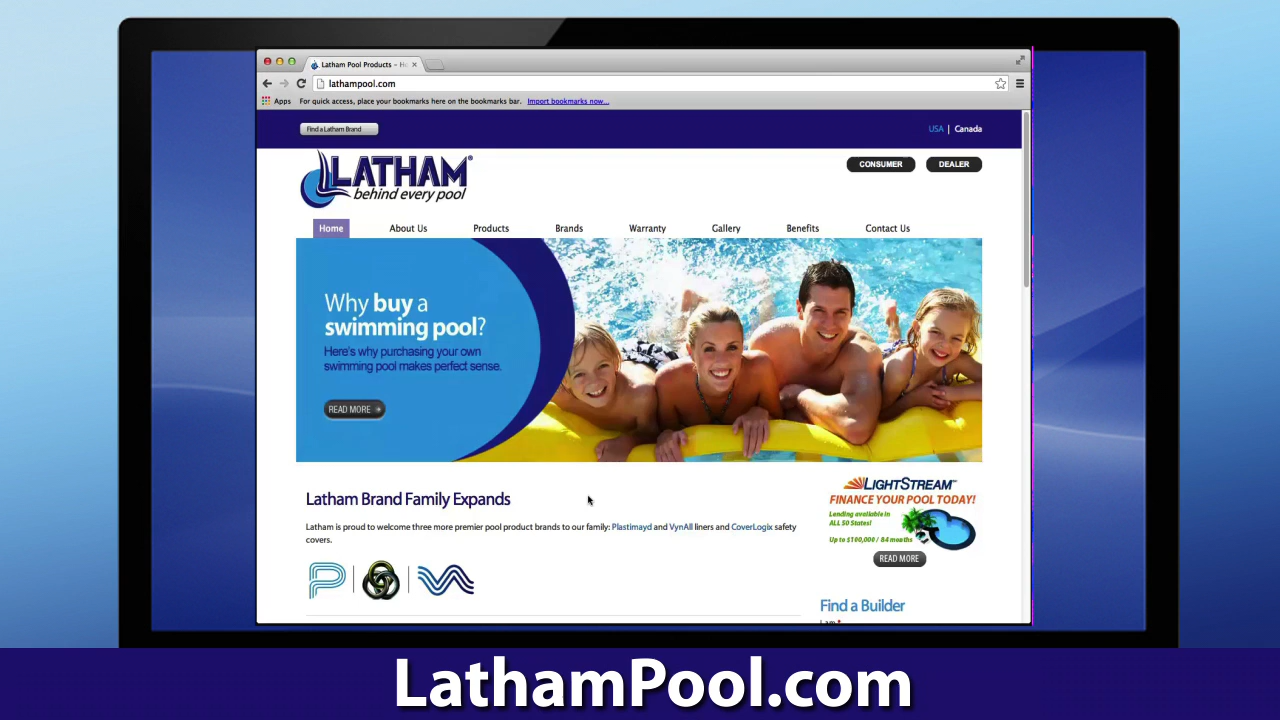 Latham Pool Products - Ho
lathampool.com
Apps For quick access, place your bookmarks here on the bookmarks bar. Import bookmarks now...
Find a Latham Brand
USA | Canada
LATHAM®
behind every pool
CONSUMER DEALER
Home About Us Products Brands Warranty Gallery Benefits Contact Us
Why buy a
swimming pool?
Here's why purchasing your own
swimming pool makes perfect sense.
READ MORE
Latham Brand Family Expands
Latham is proud to welcome three more premier pool product brands to our family: Plastimayd and VynAll liners and CoverLogix safety
covers.
LIGHTSTREAM
FINANCE YOUR POOL TODAY!
Lending available in
ALL 50 States!
Up to $100,000 / 84 months
READ MORE
Find a Builder
I am *
LathamPool.com